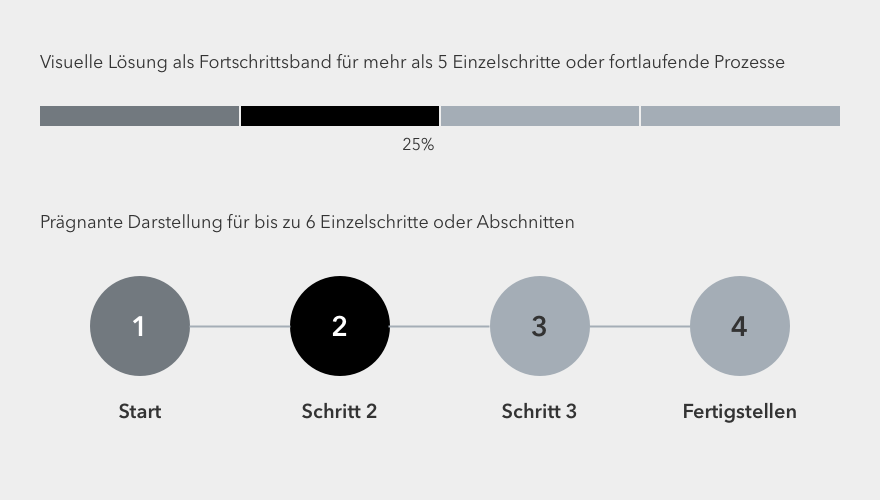 Visuelle Lösung als Fortschrittsband für mehr als 5 Einzelschritte oder fortlaufende Prozesse
25%
Prägnante Darstellung für bis zu 6 Einzelschritte oder Abschnitten
1 2 3 4
Start Schritt 2 Schritt 3 Fertigstellen